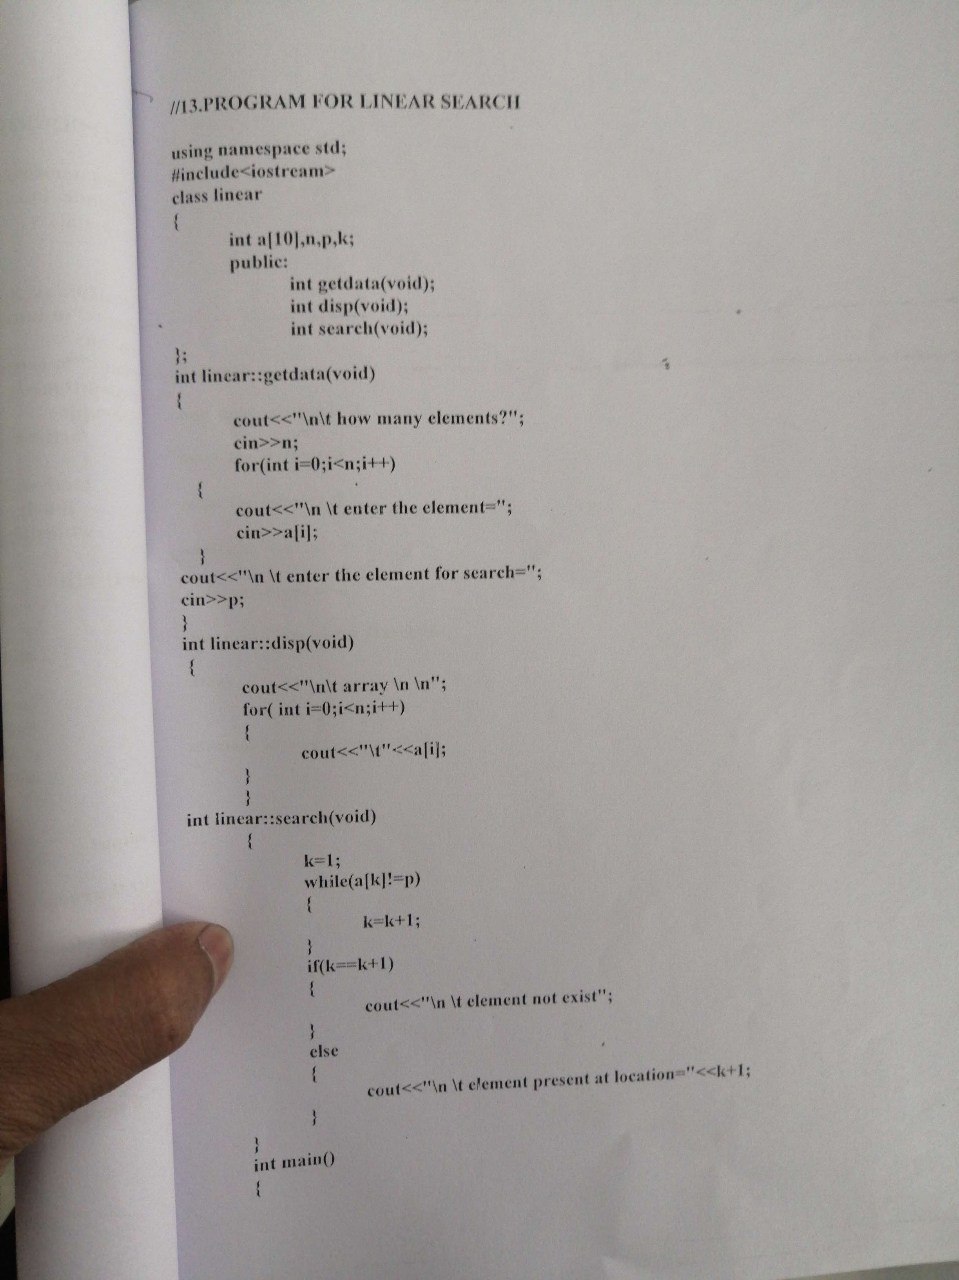 //13.PROGRAM FOR LINEAR SEARCH
using namespace std;
#include<iostream>
class linear
{
int a[10],n,p,k;
public:
int getdata(void);
int disp(void);
int search(void);
};
int linear::getdata(void)
{
cout<<"\n\t how many elements?";
cin>>n;
for(int i=0;i<n;i++)
{
cout<<"\n \t enter the element=";
cin>>a[i];
}
cout<<"\n \t enter the element for search=";
cin>>p;
}
int linear::disp(void)
{
cout<<"\n\t array \n \n";
for( int i=0;i<n;i++)
{
cout<<"\t"<<a[i];
}
}
int linear::search(void)
{
k=1;
while(a[k]!=p)
{
k=k+1;
}
if(k==k+1)
{
cout<<"\n \t element not exist";
}
else
{
cout<<"\n \t element present at location="<<k+1;
}
}
int main()
{